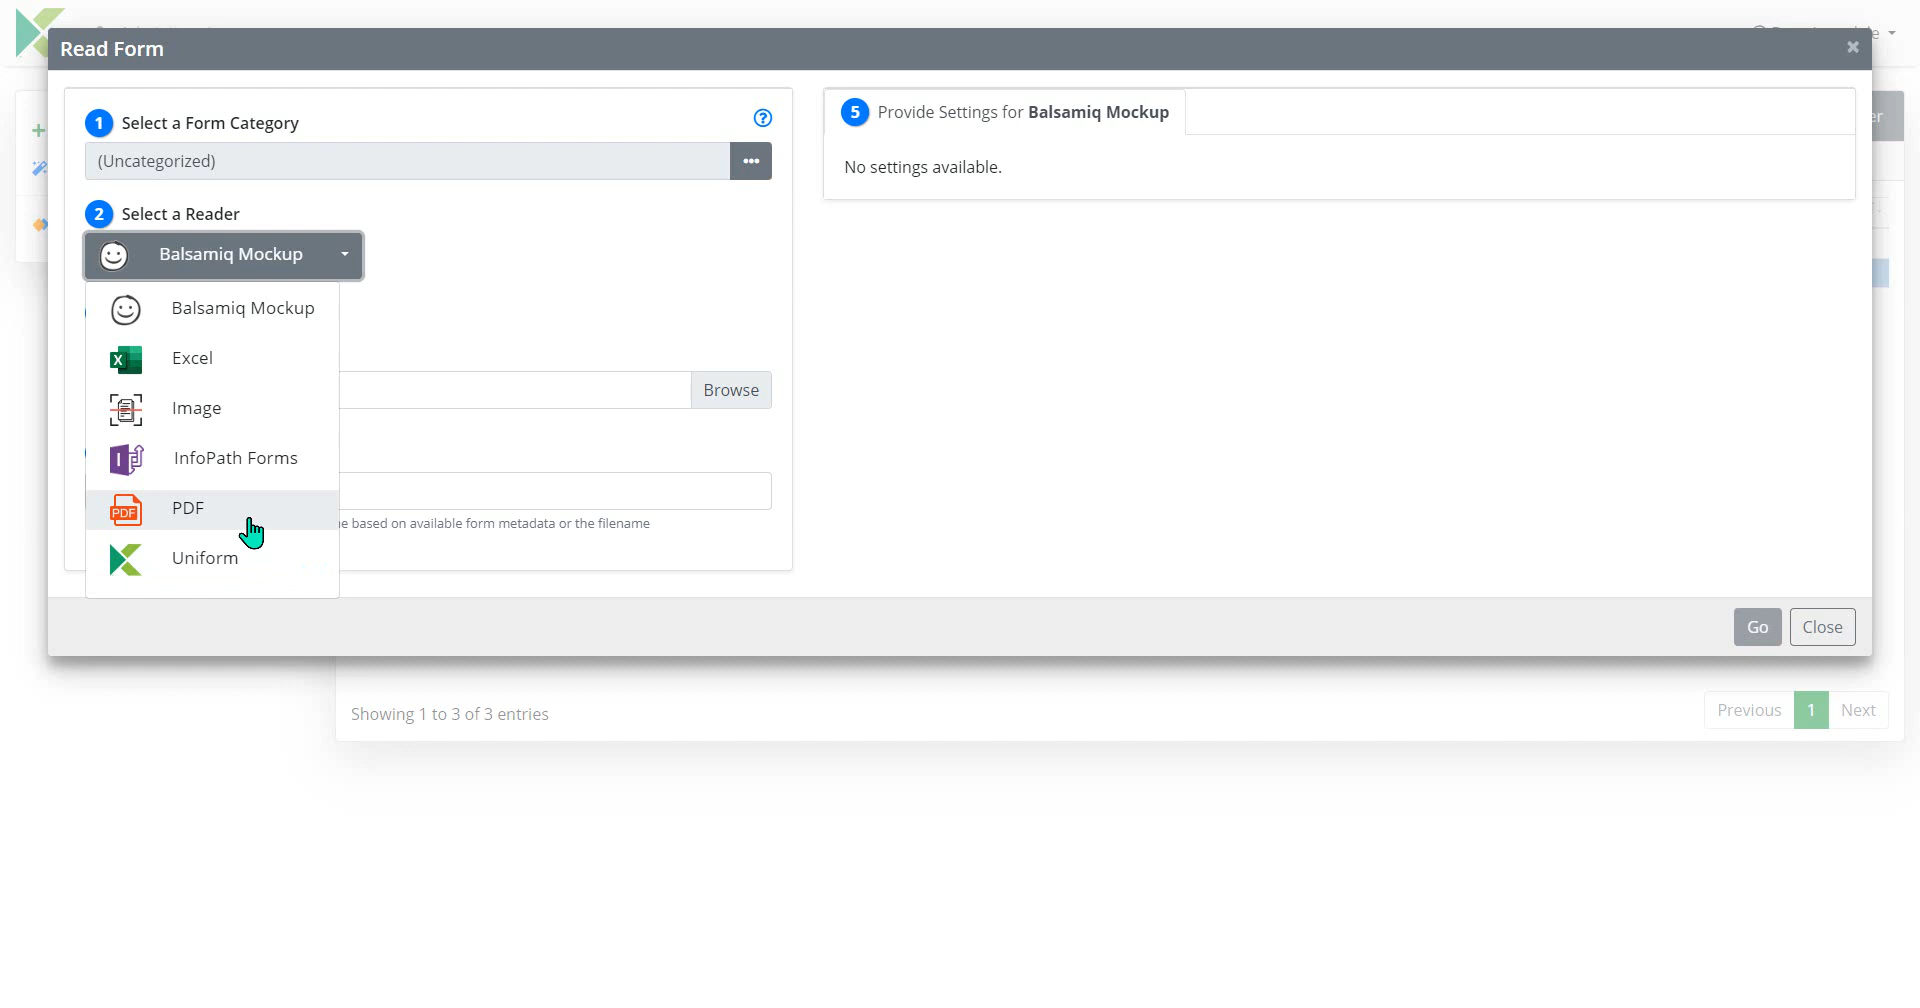 Read Form
×
1 Select a Form Category
(Uncategorized)
2 Select a Reader
Balsamiq Mockup
Balsamiq Mockup
Excel
Image
InfoPath Forms
PDF
Uniform
Browse
based on available form metadata or the filename
5 Provide Settings for Balsamiq Mockup
No settings available.
Go
Close
Showing 1 to 3 of 3 entries
Previous 1 Next